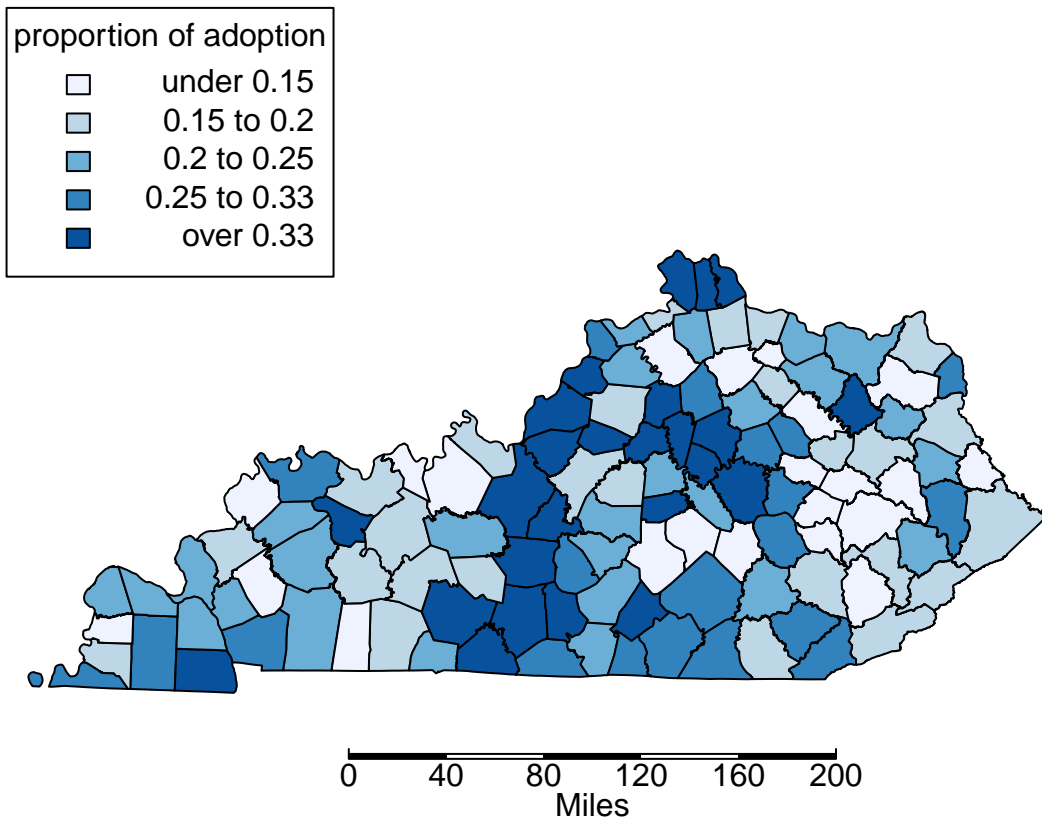 proportion of adoption
under 0.15
0.15 to 0.2
0.2 to 0.25
0.25 to 0.33
over 0.33
0 40 80 120 160 200
Miles